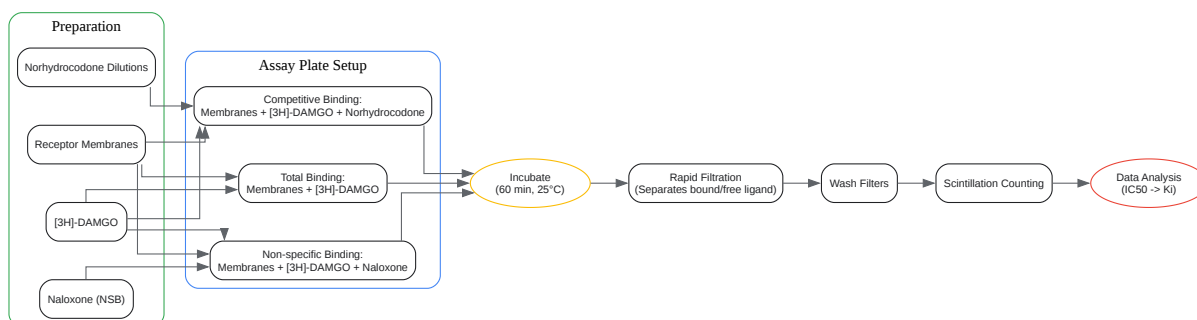 Preparation
Norhydrocodone Dilutions
Receptor Membranes
[3H]-DAMGO
Naloxone (NSB)
Assay Plate Setup
Competitive Binding:
Membranes + [3H]-DAMGO + Norhydrocodone
Total Binding:
Membranes + [3H]-DAMGO
Non-specific Binding:
Membranes + [3H]-DAMGO + Naloxone
Incubate
(60 min, 25°C)
Rapid Filtration
(Separates bound/free ligand)
Wash Filters
Scintillation Counting
Data Analysis
(IC50 -> Ki)